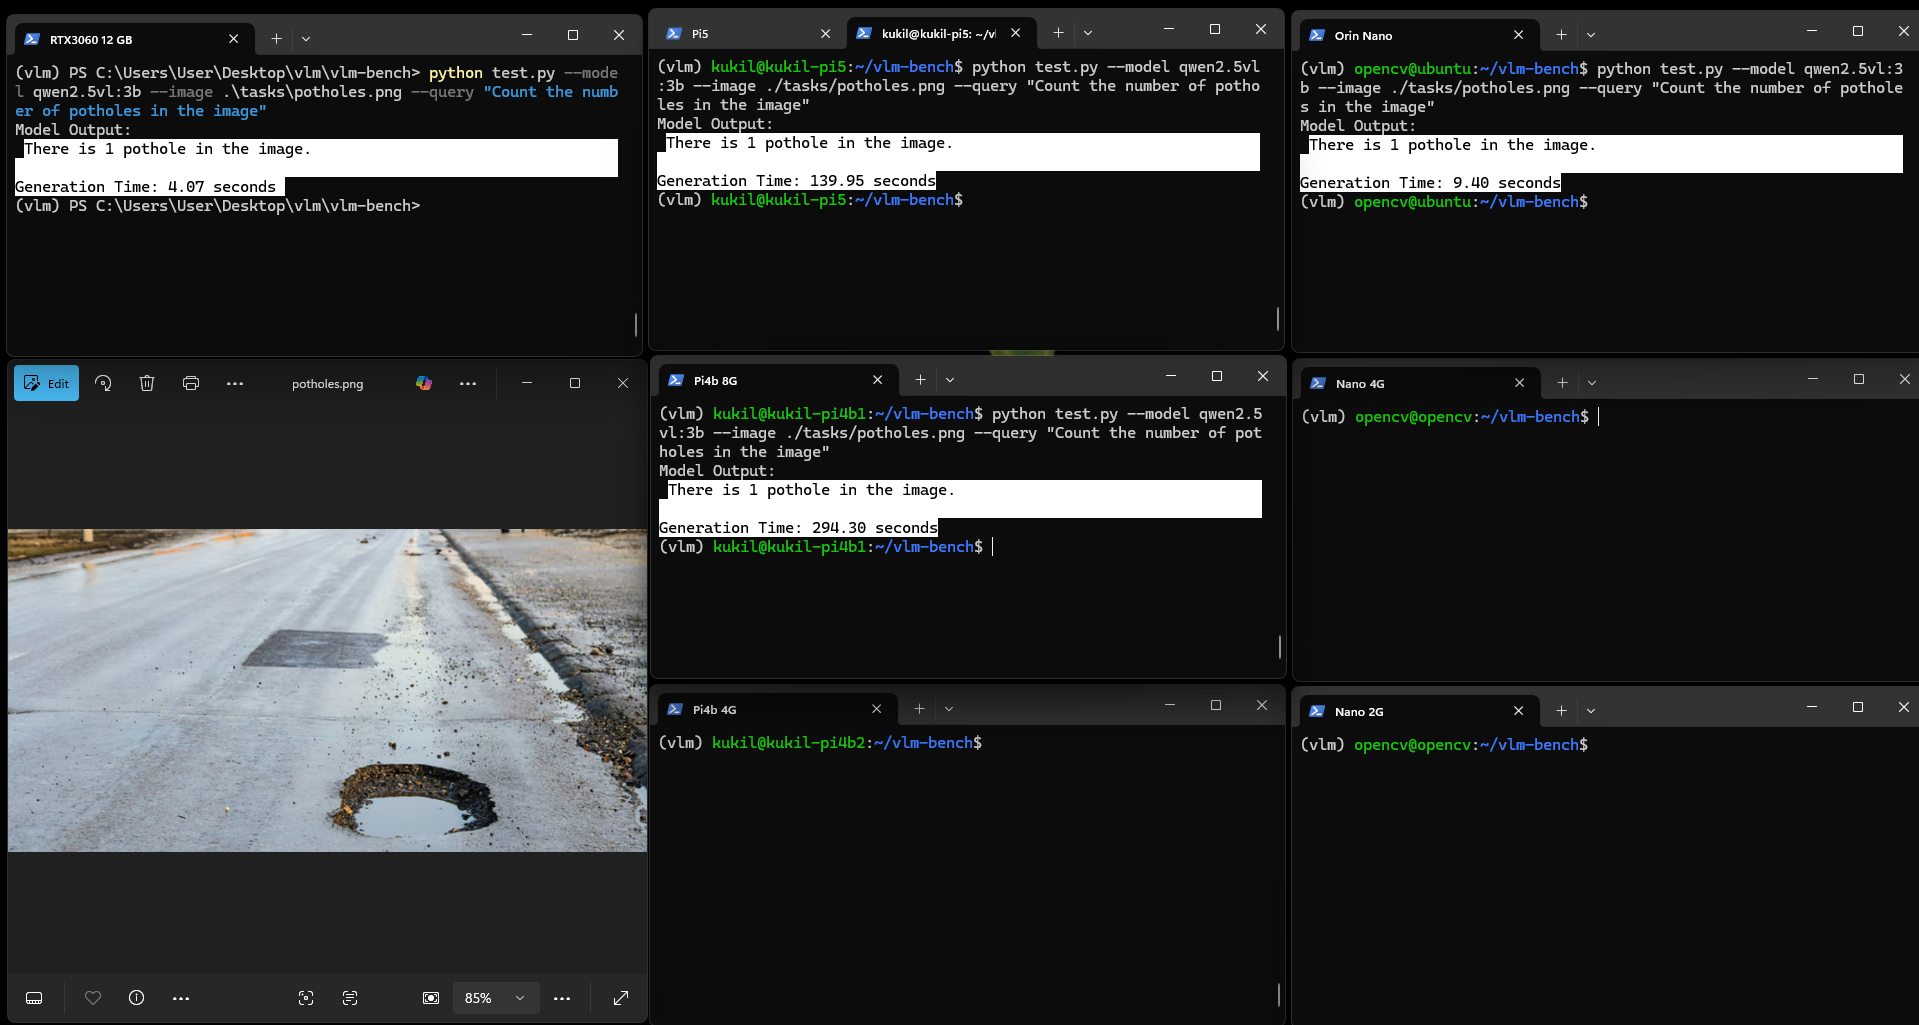 RTX3060 12 GB
(vlm) PS C:\Users\User\Desktop\vlm\vlm-bench> python test.py --mode
l qwen2.5vl:3b --image .\tasks\potholes.png --query "Count the numb
er of potholes in the image"
Model Output:
There is 1 pothole in the image.
Generation Time: 4.07 seconds
(vlm) PS C:\Users\User\Desktop\vlm\vlm-bench>
Pi5
kukil@kukil-pi5: ~/vl
(vlm) kukil@kukil-pi5:~/vlm-bench$ python test.py --model qwen2.5vl
:3b --image ./tasks/potholes.png --query "Count the number of potho
les in the image"
Model Output:
There is 1 pothole in the image.
Generation Time: 139.95 seconds
(vlm) kukil@kukil-pi5:~/vlm-bench$
Orin Nano
(vlm) opencv@ubuntu:~/vlm-bench$ python test.py --model qwen2.5vl:3
b --image ./tasks/potholes.png --query "Count the number of pothole
s in the image"
Model Output:
There is 1 pothole in the image.
Generation Time: 9.40 seconds
(vlm) opencv@ubuntu:~/vlm-bench$
Edit
potholes.png
85%
Pi4b 8G
(vlm) kukil@kukil-pi4b1:~/vlm-bench$ python test.py --model qwen2.5
vl:3b --image ./tasks/potholes.png --query "Count the number of pot
holes in the image"
Model Output:
There is 1 pothole in the image.
Generation Time: 294.30 seconds
(vlm) kukil@kukil-pi4b1:~/vlm-bench$
Nano 4G
(vlm) opencv@opencv:~/vlm-bench$
Pi4b 4G
(vlm) kukil@kukil-pi4b2:~/vlm-bench$
Nano 2G
(vlm) opencv@opencv:~/vlm-bench$